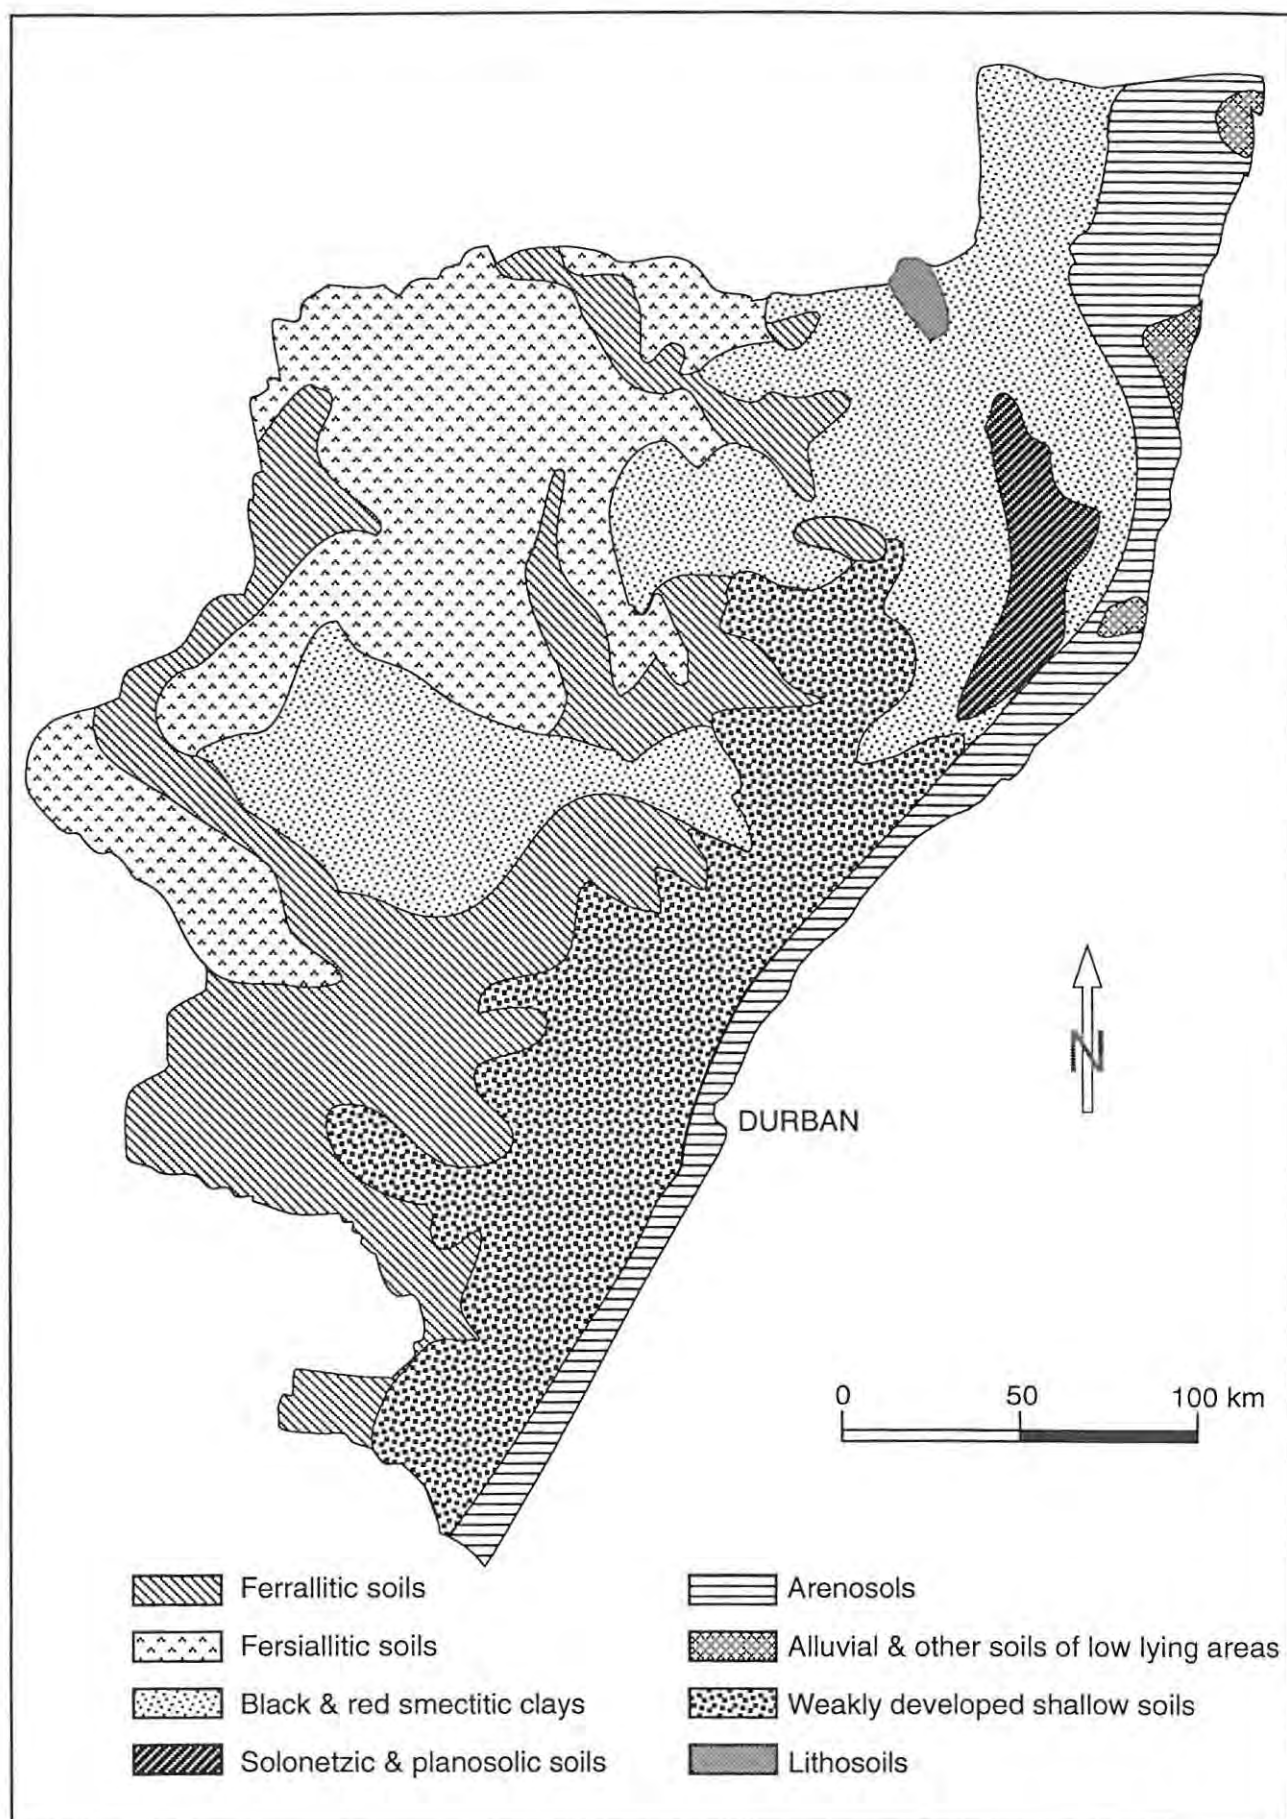 N
DURBAN
0 50 100 km
Ferrallitic soils
Fersiallitic soils
Black & red smectitic clays
Solonetzic & planosolic soils
Arenosols
Alluvial & other soils of low lying areas
Weakly developed shallow soils
Lithosoils